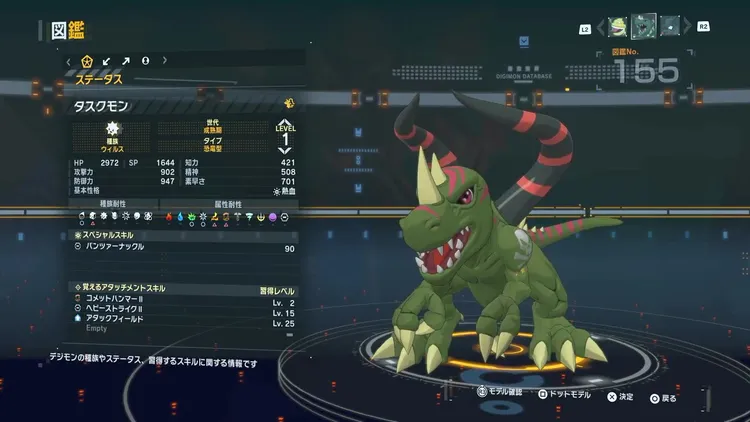 図鑑
L2
R2
図鑑No.
155
DIGIMON DATABASE
ステータス
タスクモン
種族
ウイルス
世代
成熟期
タイプ
恐竜型
LEVEL
1
HP 2972 SP 1644 知力 421
攻撃力 902 精神 508
防御力 947 素早さ 701
基本性格 熱血
種族耐性 属性耐性
スペシャルスキル
パンツァーナックル 90
覚えるアタッチメントスキル 習得レベル
コメットハンマーII Lv. 2
ヘビーストライクII Lv. 15
アタックフィールド Lv. 25
Empty
デジモンの種族やステータス、習得するスキルに関する情報です
モデル確認 ドットモデル 決定 戻る